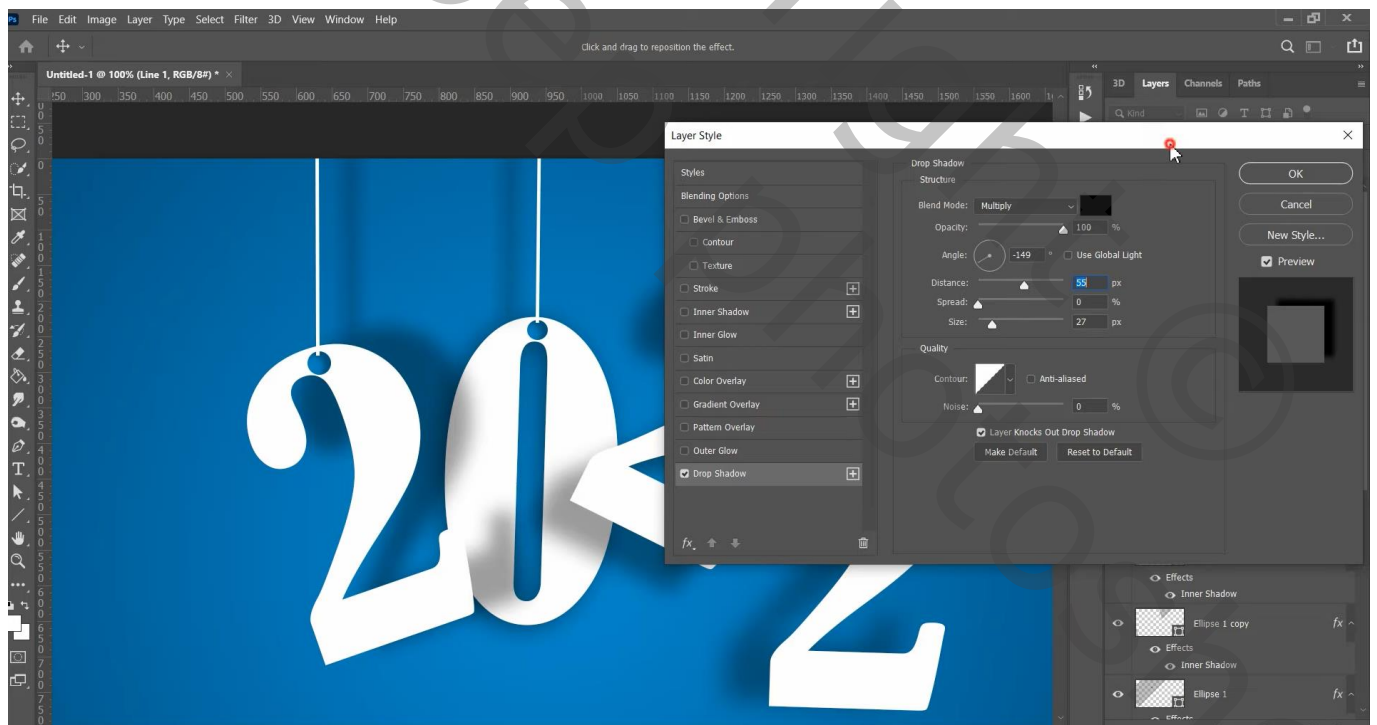 Ps File Edit Image Layer Type Select Filter 3D View Window Help
Click and drag to reposition the effect.
Untitled-1 @ 100% (Line 1, RGB/8#) * ×
300 350 400 450 500 550 600 650 700 750 800 850 900 950 1000 1050 1100 1150 1200 1250 1300 1350 1400 1450 1500 1550 1600
3D Layers Channels Paths
Kind
Layer Style
Styles
Blending Options
Bevel & Emboss
Contour
Texture
Stroke
Inner Shadow
Inner Glow
Satin
Color Overlay
Gradient Overlay
Pattern Overlay
Outer Glow
Drop Shadow
fx
Drop Shadow
Structure
Blend Mode: Multiply
Opacity: 100 %
Angle: -149 ° Use Global Light
Distance: 55 px
Spread: 0 %
Size: 27 px
Quality
Contour: Anti-aliased
Noise: 0 %
Layer Knocks Out Drop Shadow
Make Default Reset to Default
OK
Cancel
New Style...
Preview
202
Effects
Inner Shadow
Ellipse 1 copy fx
Effects
Inner Shadow
Ellipse 1 fx
Effects